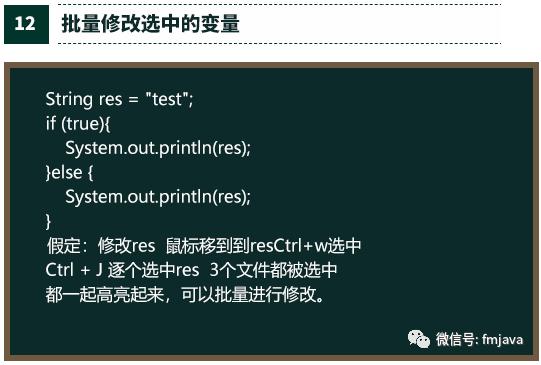 12 批量修改选中的变量
String res = "test";
if (true){
System.out.println(res);
}else {
System.out.println(res);
}
假定：修改res 鼠标移到到resCtrl+w选中
Ctrl + J 逐个选中res 3个文件都被选中
都一起高亮起来，可以批量进行修改。
微信号: fmjava